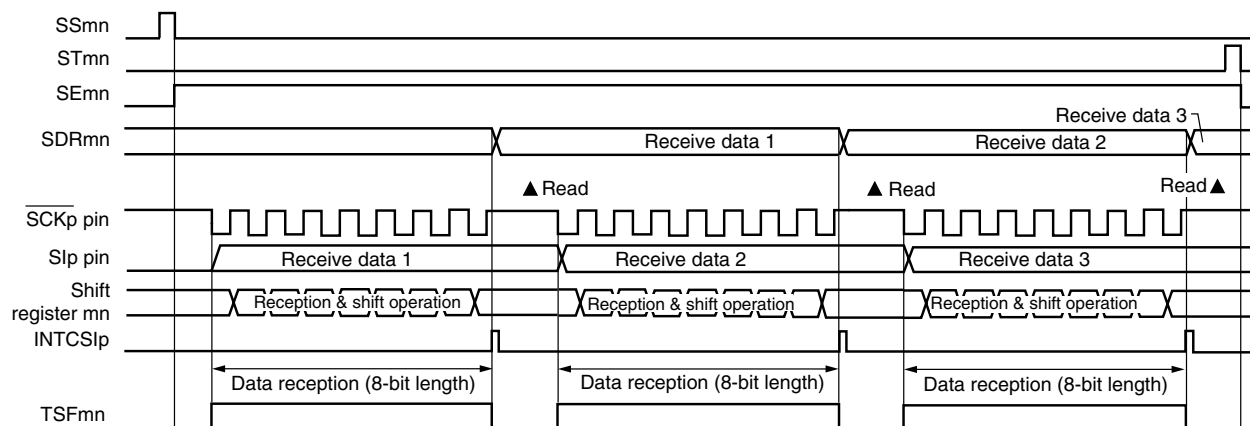 SSmn
STmn
SEmn
Receive data 3
SDRmn Receive data 1 Receive data 2
▲ Read ▲ Read Read ▲
SCKp pin
SIp pin Receive data 1 Receive data 2 Receive data 3
Shift
register mn Reception & shift operation Reception & shift operation Reception & shift operation
INTCSIp
Data reception (8-bit length) Data reception (8-bit length) Data reception (8-bit length)
TSFmn